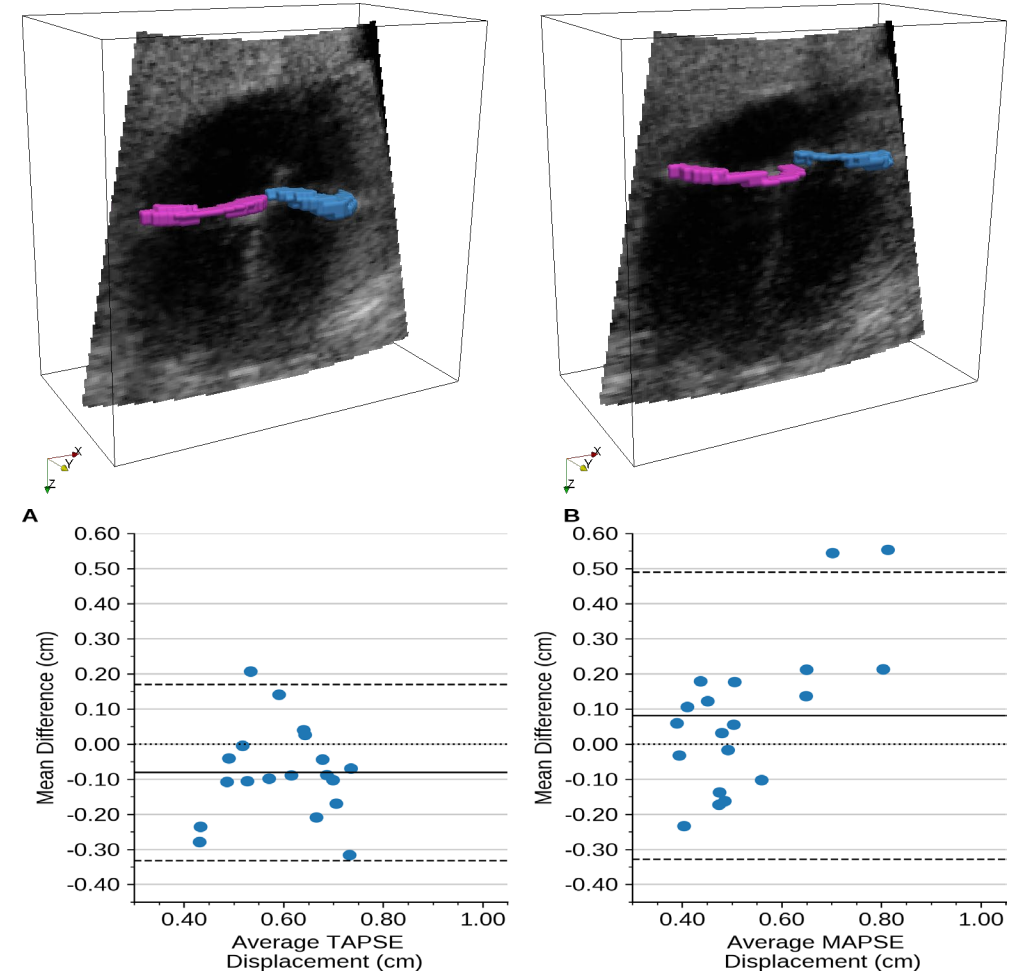 X
Y
Z
X
Y
Z
A
0.60
0.50
0.40
0.30
0.20
0.10
0.00
-0.10
-0.20
-0.30
-0.40
Mean Difference (cm)
0.40 0.60 0.80 1.00
Average TAPSE
Displacement (cm)
B
0.60
0.50
0.40
0.30
0.20
0.10
0.00
-0.10
-0.20
-0.30
-0.40
Mean Difference (cm)
0.40 0.60 0.80 1.00
Average MAPSE
Displacement (cm)